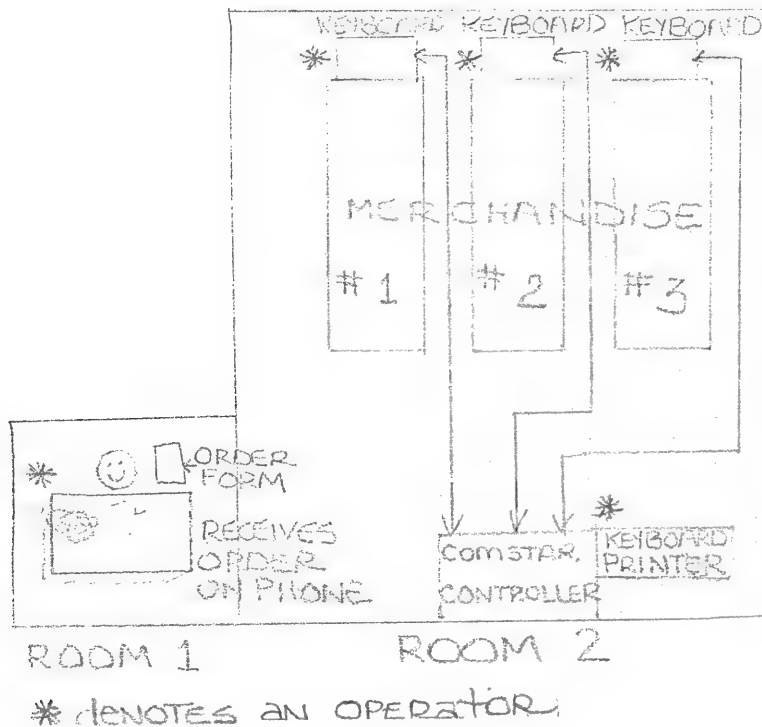 KEYBOARD KEYBOARD KEYBOARD
* * *
MERCHANDISE
#1 #2 #3
* ORDER
FORM
RECEIVES
ORDER
ON PHONE
*
COMSTAR.
CONTROLLER
KEYBOARD
PRINTER
ROOM 1
ROOM 2
* dENOTES aN OPERatOR.